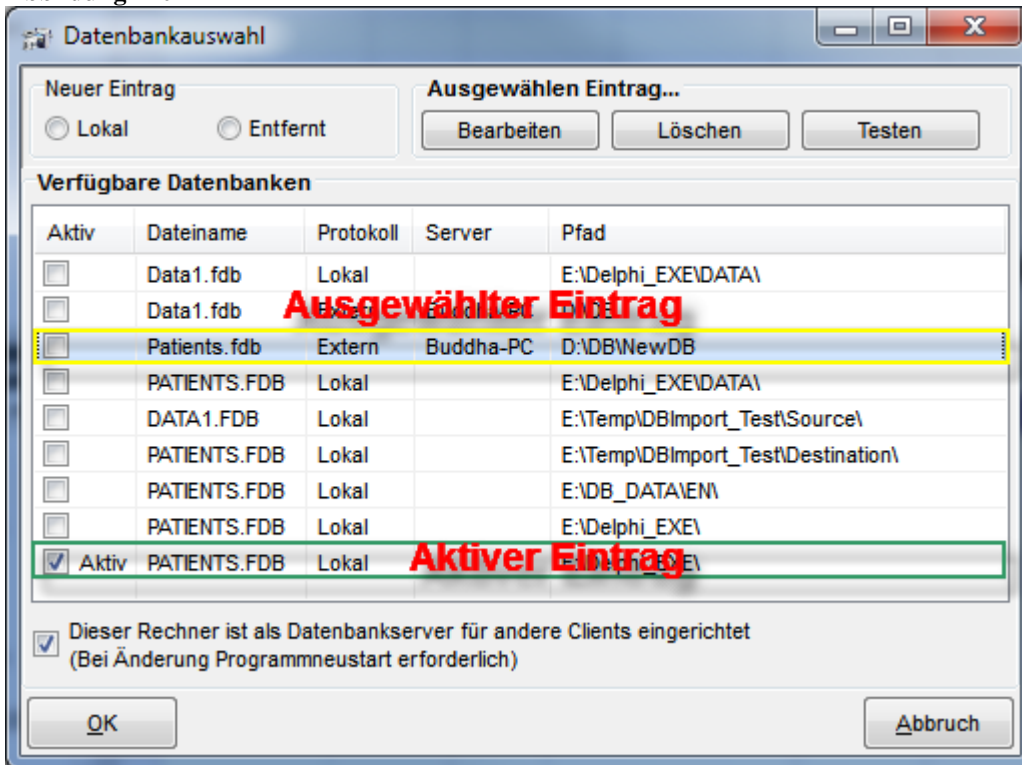 Datenbankauswahl
Neuer Eintrag
Lokal Entfernt
Ausgewählen Eintrag...
Bearbeiten Löschen Testen
Verfügbare Datenbanken
Aktiv Dateiname Protokoll Server Pfad
Data1.fdb Lokal E:\Delphi_EXE\DATA\
Ausgewählter Eintrag
Data1.fdb
Patients.fdb Extern Buddha-PC D:\DB\NewDB
PATIENTS.FDB Lokal E:\Delphi_EXE\DATA\
DATA1.FDB Lokal E:\Temp\DBImport_Test\Source\
PATIENTS.FDB Lokal E:\Temp\DBImport_Test\Destination\
PATIENTS.FDB Lokal E:\DB_DATA\EN\
PATIENTS.FDB Lokal E:\Delphi_EXE\
Aktiv PATIENTS.FDB Lokal E:\Delphi_EXE\
Aktiver Eintrag
Dieser Rechner ist als Datenbankserver für andere Clients eingerichtet
(Bei Änderung Programmneustart erforderlich)
OK Abbruch